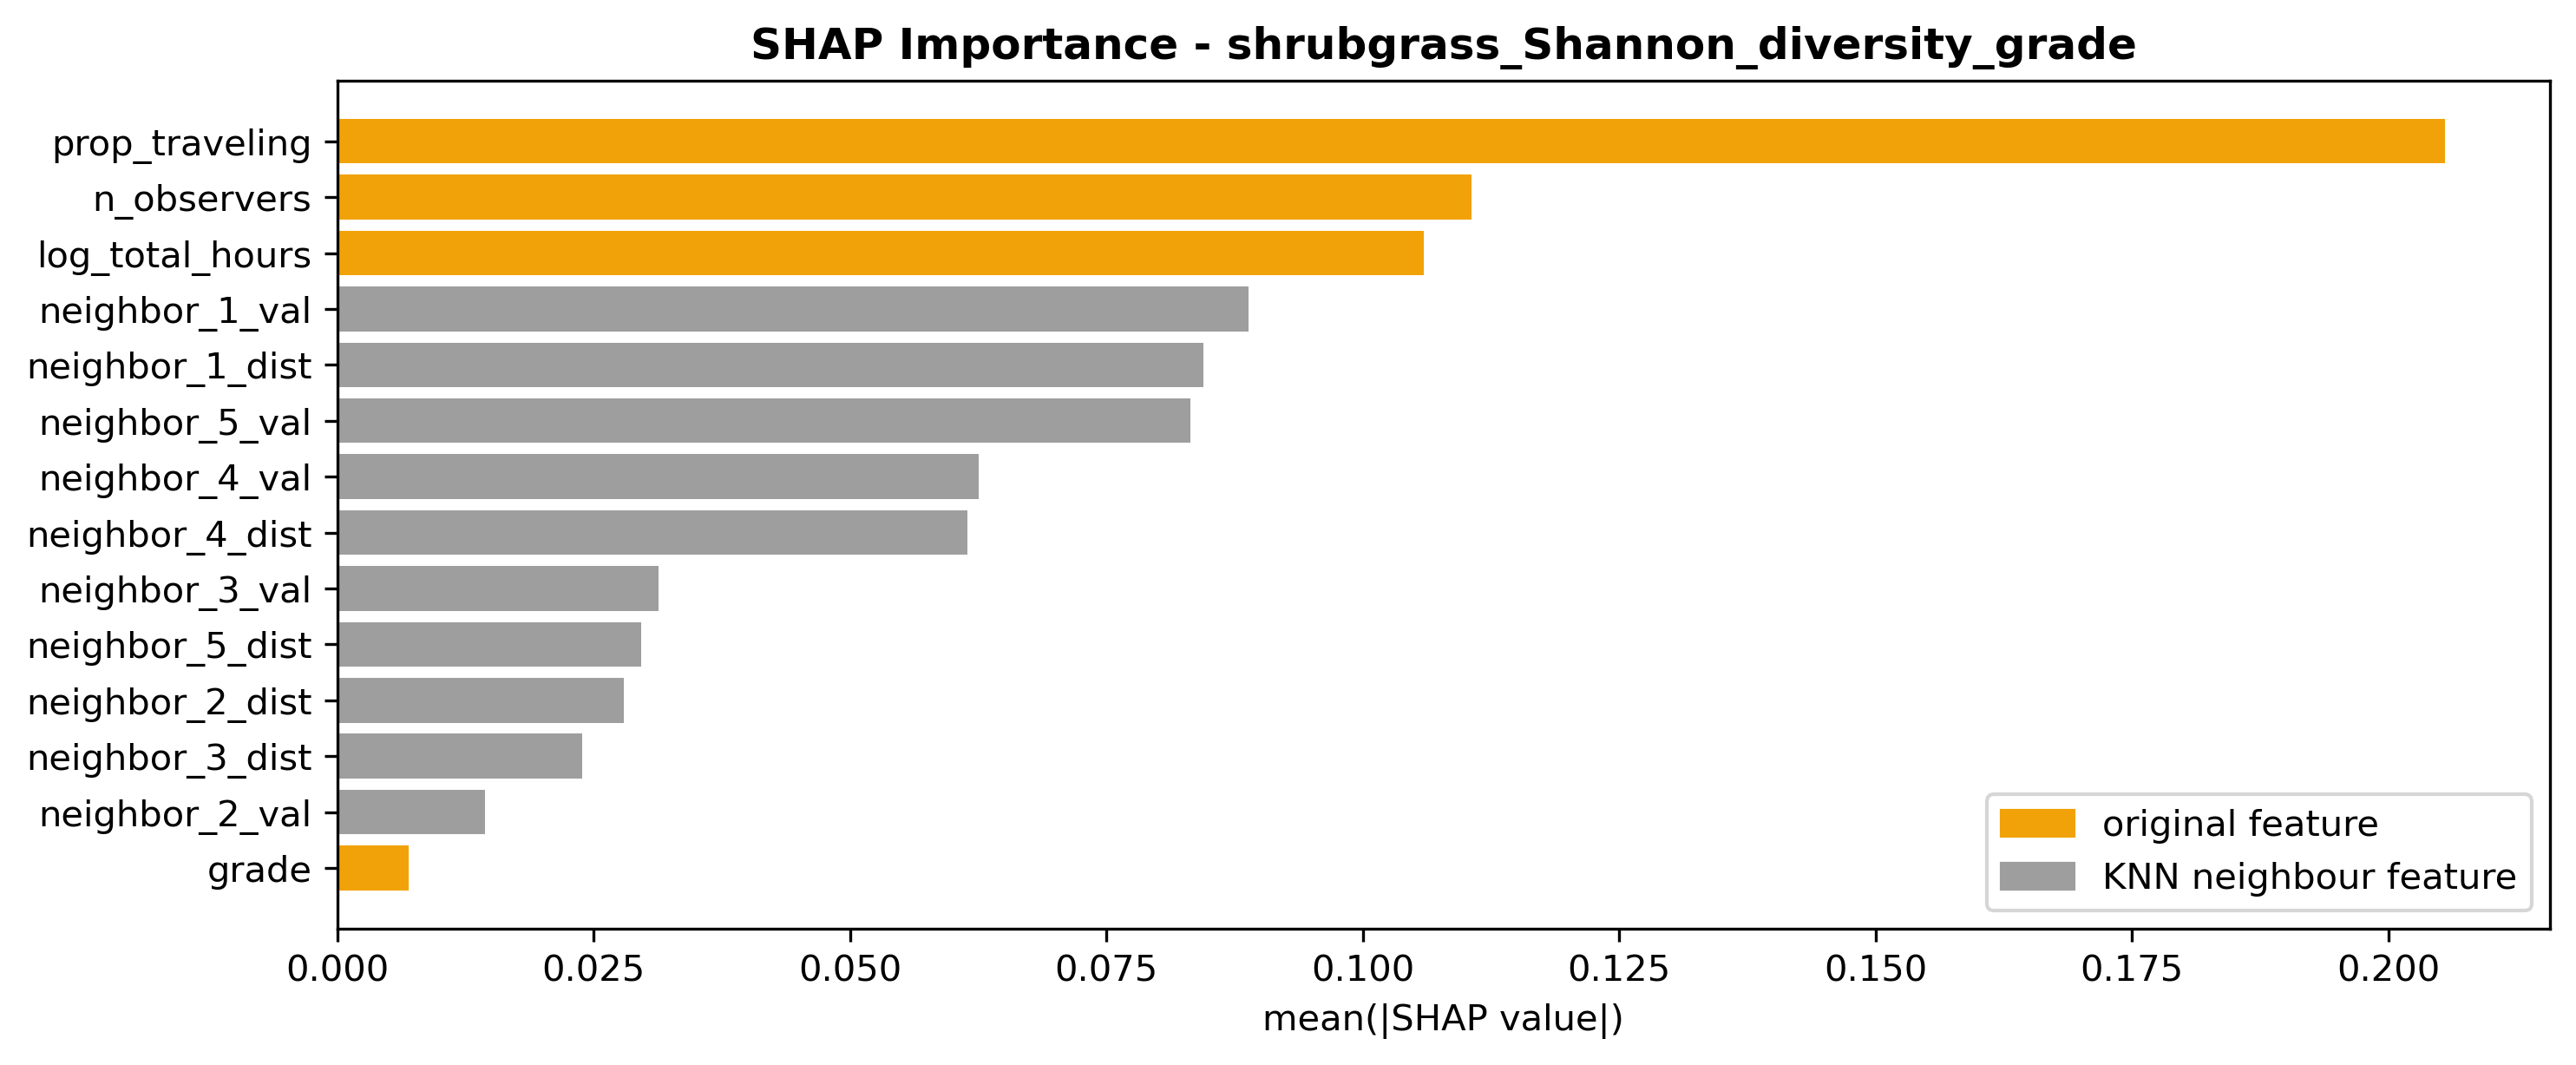 SHAP Importance - shrubgrass_Shannon_diversity_grade
prop_traveling
n_observers
log_total_hours
neighbor_1_val
neighbor_1_dist
neighbor_5_val
neighbor_4_val
neighbor_4_dist
neighbor_3_val
neighbor_5_dist
neighbor_2_dist
neighbor_3_dist
neighbor_2_val
grade
original feature
KNN neighbour feature
0.000 0.025 0.050 0.075 0.100 0.125 0.150 0.175 0.200
mean(|SHAP value|)